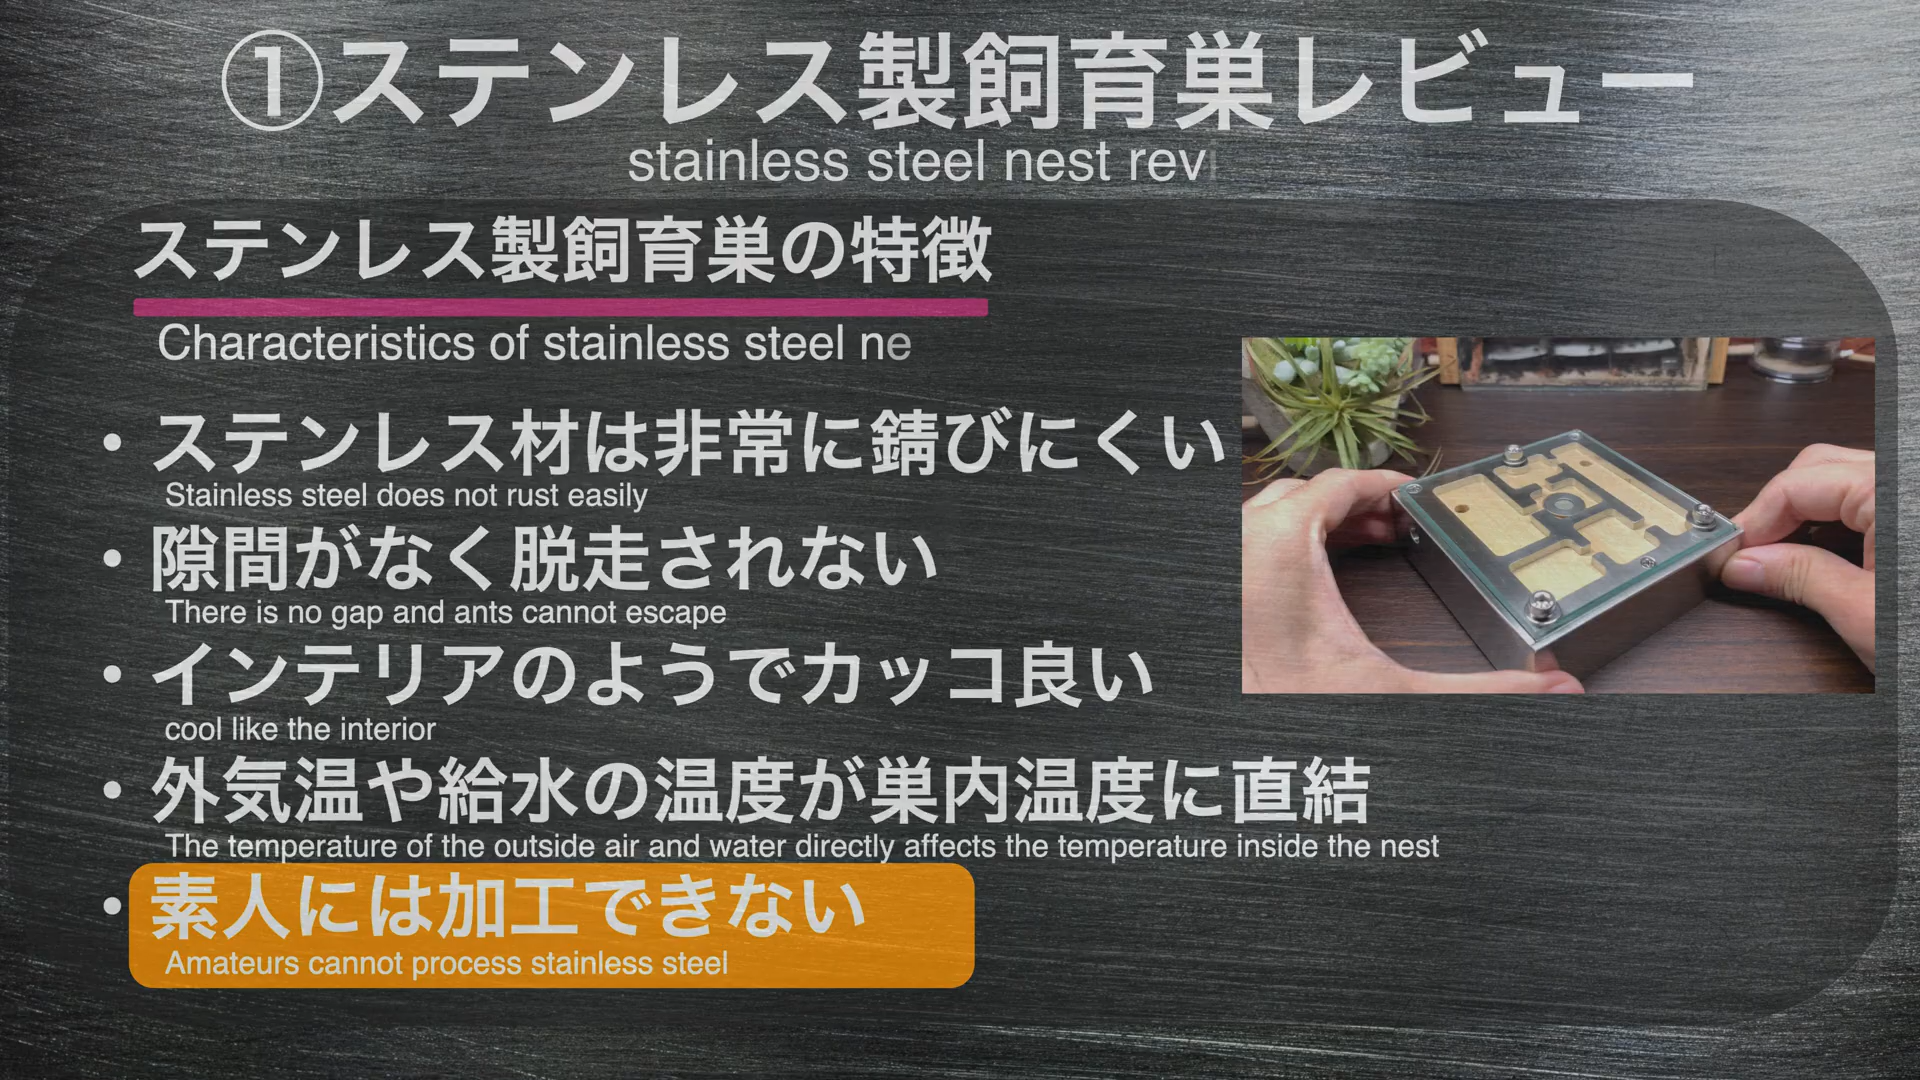 ①ステンレス製飼育巣レビュー
stainless steel nest rev
ステンレス製飼育巣の特徴
Characteristics of stainless steel ne
• ステンレス材は非常に錆びにくい
Stainless steel does not rust easily
• 隙間がなく脱走されない
There is no gap and ants cannot escape
• インテリアのようでカッコ良い
cool like the interior
• 外気温や給水の温度が巣内温度に直結
The temperature of the outside air and water directly affects the temperature inside the nest
• 素人には加工できない
Amateurs cannot process stainless steel